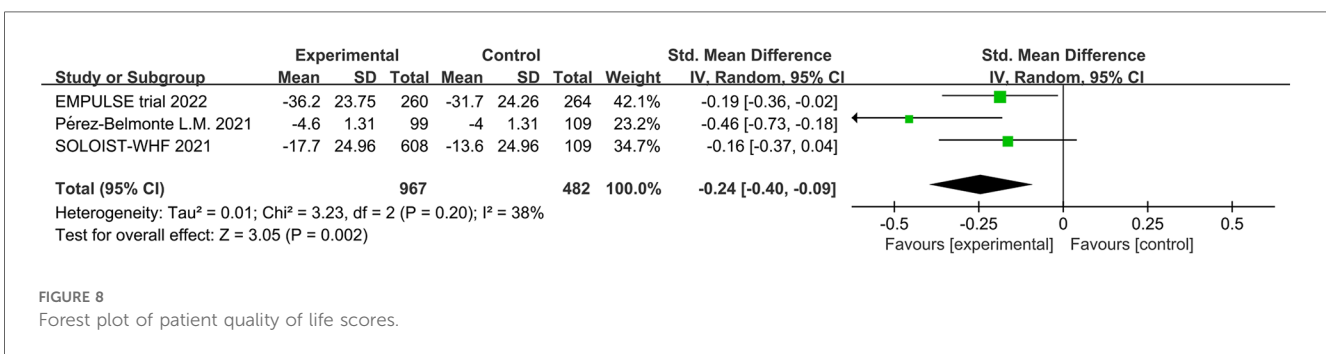 Experimental Control Std. Mean Difference Std. Mean Difference
Study or Subgroup Mean SD Total Mean SD Total Weight IV, Random, 95% CI IV, Random, 95% CI
EMPULSE trial 2022 -36.2 23.75 260 -31.7 24.26 264 42.1% -0.19 [-0.36, -0.02]
Pérez-Belmonte L.M. 2021 -4.6 1.31 99 -4 1.31 109 23.2% -0.46 [-0.73, -0.18]
SOLOIST-WHF 2021 -17.7 24.96 608 -13.6 24.96 109 34.7% -0.16 [-0.37, 0.04]
Total (95% CI) 967 482 100.0% -0.24 [-0.40, -0.09]
Heterogeneity: Tau² = 0.01; Chi² = 3.23, df = 2 (P = 0.20); I² = 38%
Test for overall effect: Z = 3.05 (P = 0.002)
-0.5 -0.25 0 0.25 0.5
Favours [experimental] Favours [control]
FIGURE 8
Forest plot of patient quality of life scores.